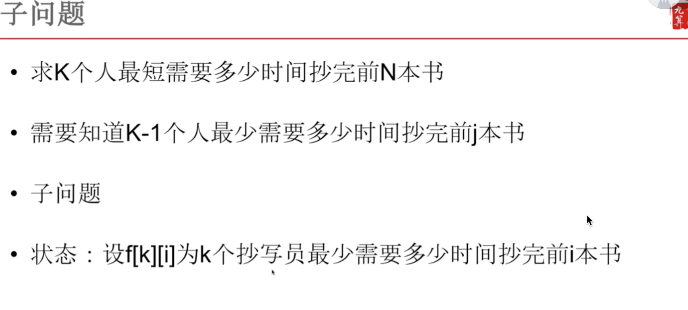 子问题
• 求K个人最短需要多少时间抄完前N本书
• 需要知道K-1个人最少需要多少时间抄完前j本书
• 子问题
• 状态：设f[k][i]为k个抄写员最少需要多少时间抄完前i本书